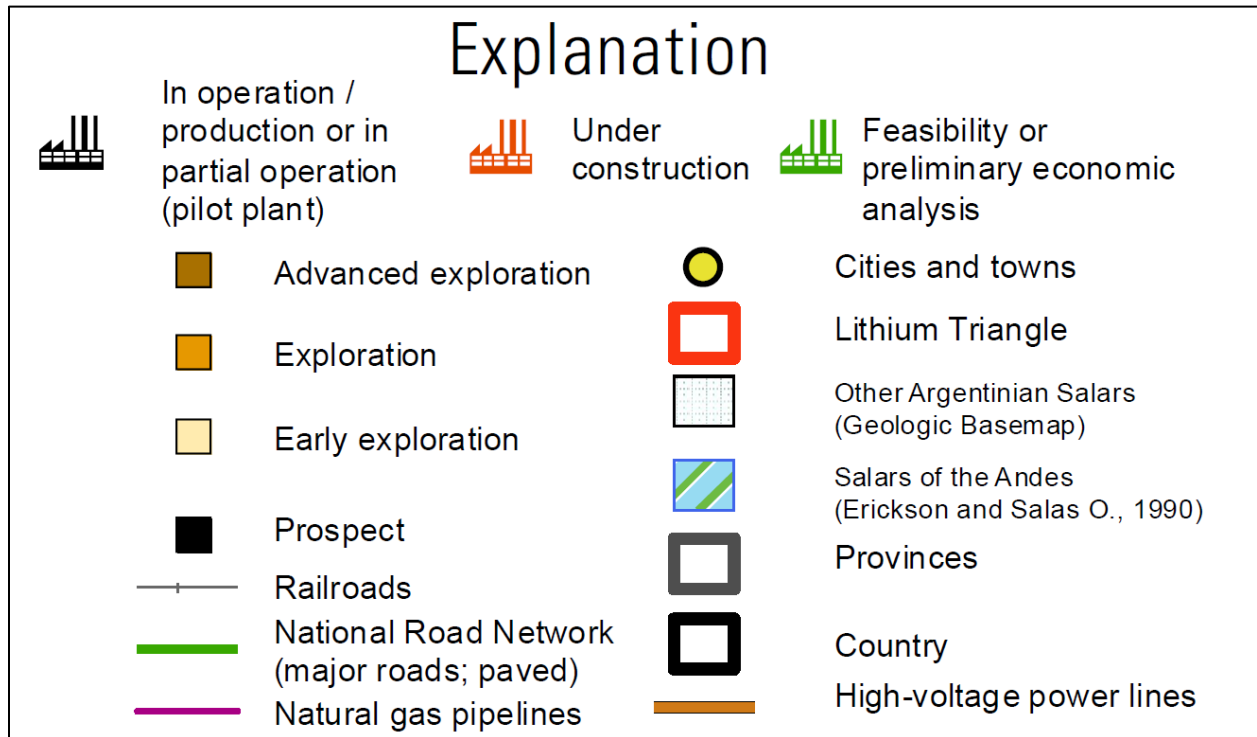 Explanation
In operation /
production or in
partial operation
(pilot plant)
Under
construction
Feasibility or
preliminary economic
analysis
Advanced exploration
Exploration
Early exploration
Prospect
Railroads
National Road Network
(major roads; paved)
Natural gas pipelines
Cities and towns
Lithium Triangle
Other Argentinian Salars
(Geologic Basemap)
Salars of the Andes
(Erickson and Salas O., 1990)
Provinces
Country
High-voltage power lines